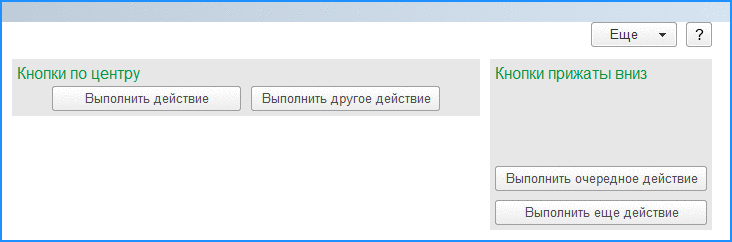 Еще ?
Кнопки по центру
Выполнить действие Выполнить другое действие
Кнопки прижаты вниз
Выполнить очередное действие
Выполнить еще действие